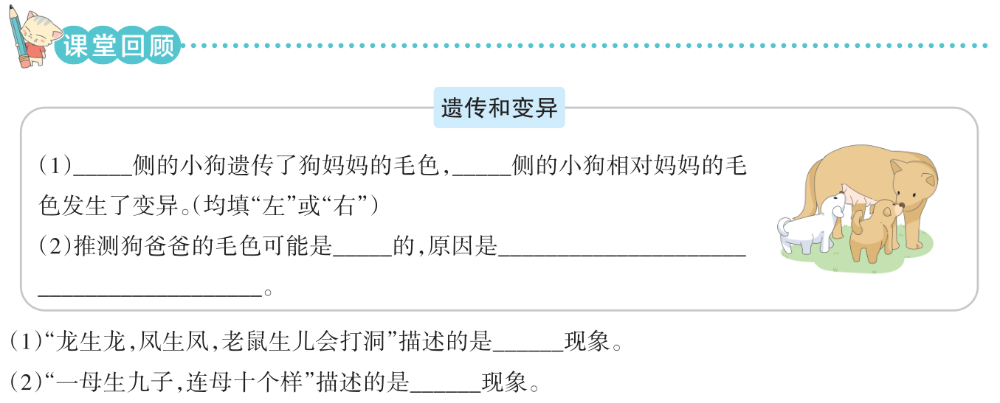 课堂回顾
遗传和变异
(1)_____侧的小狗遗传了狗妈妈的毛色,_____侧的小狗相对妈妈的毛
色发生了变异。(均填“左”或“右”)
(2)推测狗爸爸的毛色可能是_____的,原因是_____________________
___________________。
(1)“龙生龙,凤生凤,老鼠生儿会打洞”描述的是______现象。
(2)“一母生九子,连母十个样”描述的是______现象。